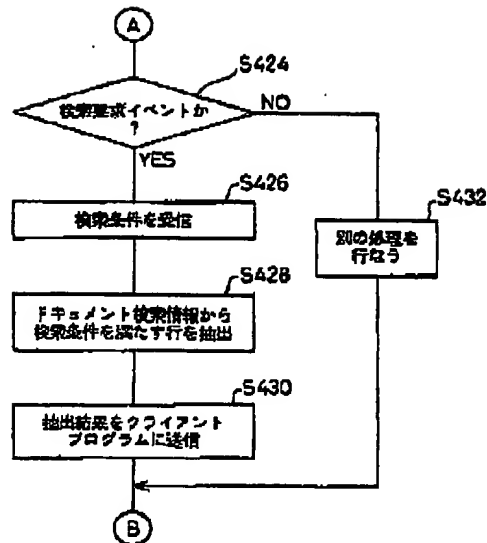 A
S424
検索要求イベントか
?
NO
YES
S426
検索条件を受信
S432
別の処理を
行なう
S428
ドキュメント検索情報から
検索条件を満たす行を抽出
S430
抽出結果をクライアント
プログラムに送信
B